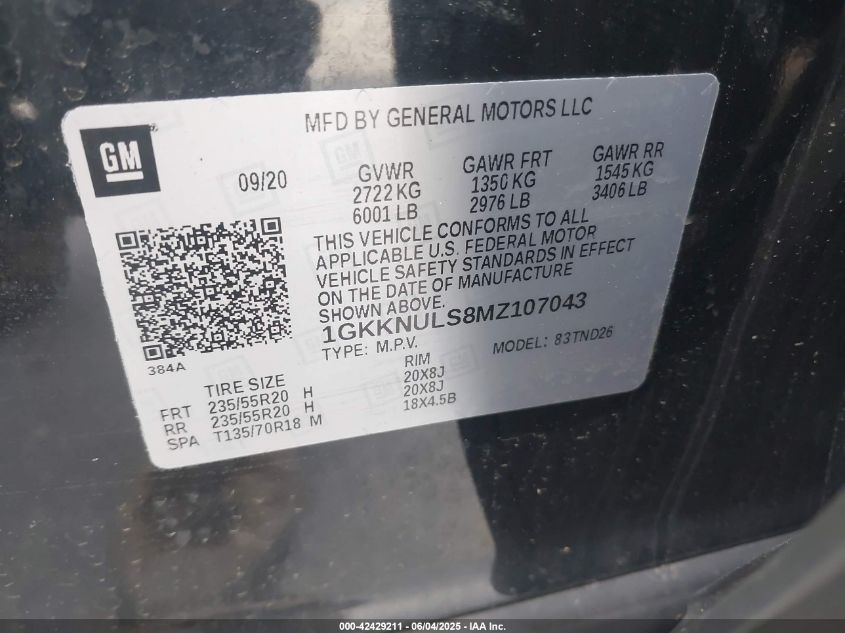 MFD BY GENERAL MOTORS LLC
GM
09/20
GVWR
2722 KG
6001 LB
GAWR FRT
1350 KG
2976 LB
GAWR RR
1545 KG
3406 LB
THIS VEHICLE CONFORMS TO ALL
APPLICABLE U.S. FEDERAL MOTOR
VEHICLE SAFETY STANDARDS IN EFFECT
ON THE DATE OF MANUFACTURE
SHOWN ABOVE.
1GKKNULS8MZ107043
TYPE: M.P.V.
MODEL: 83TND26
384A
TIRE SIZE RIM
FRT 235/55R20 H 20X8J
RR 235/55R20 H 20X8J
SPA T135/70R18 M 18X4.5B
000-42429211 - 06/04/2025 - IAA Inc.